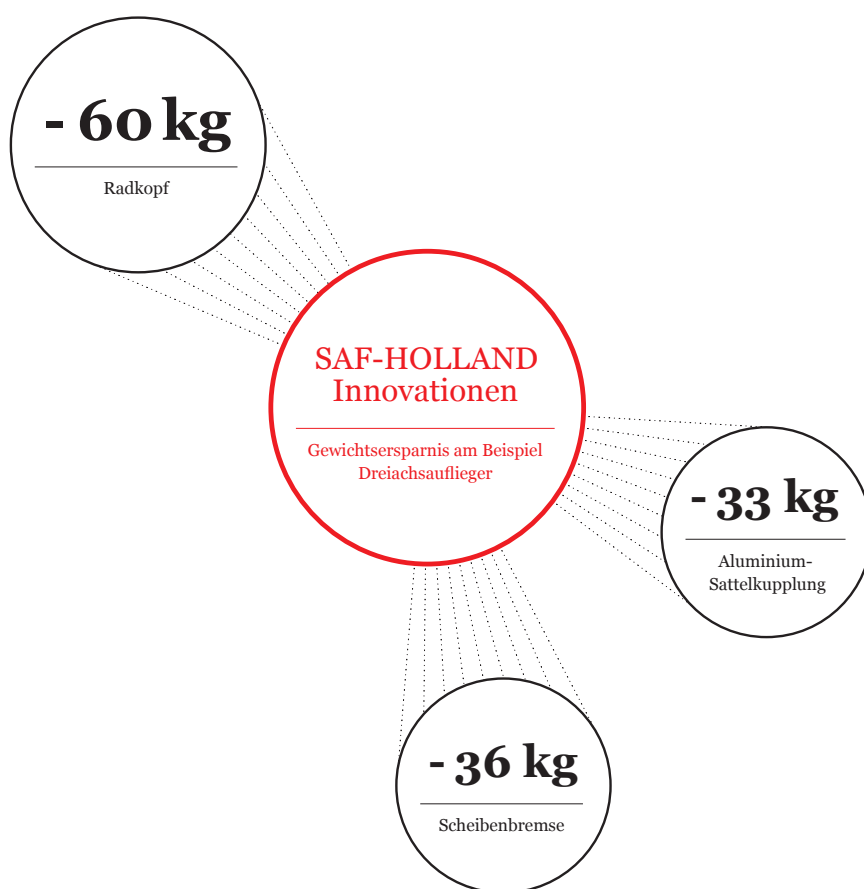 - 60 kg
Radkopf
SAF-HOLLAND
Innovationen
Gewichtsersparnis am Beispiel
Dreiachsauflieger
- 33 kg
Aluminium-
Sattelkupplung
- 36 kg
Scheibenbremse